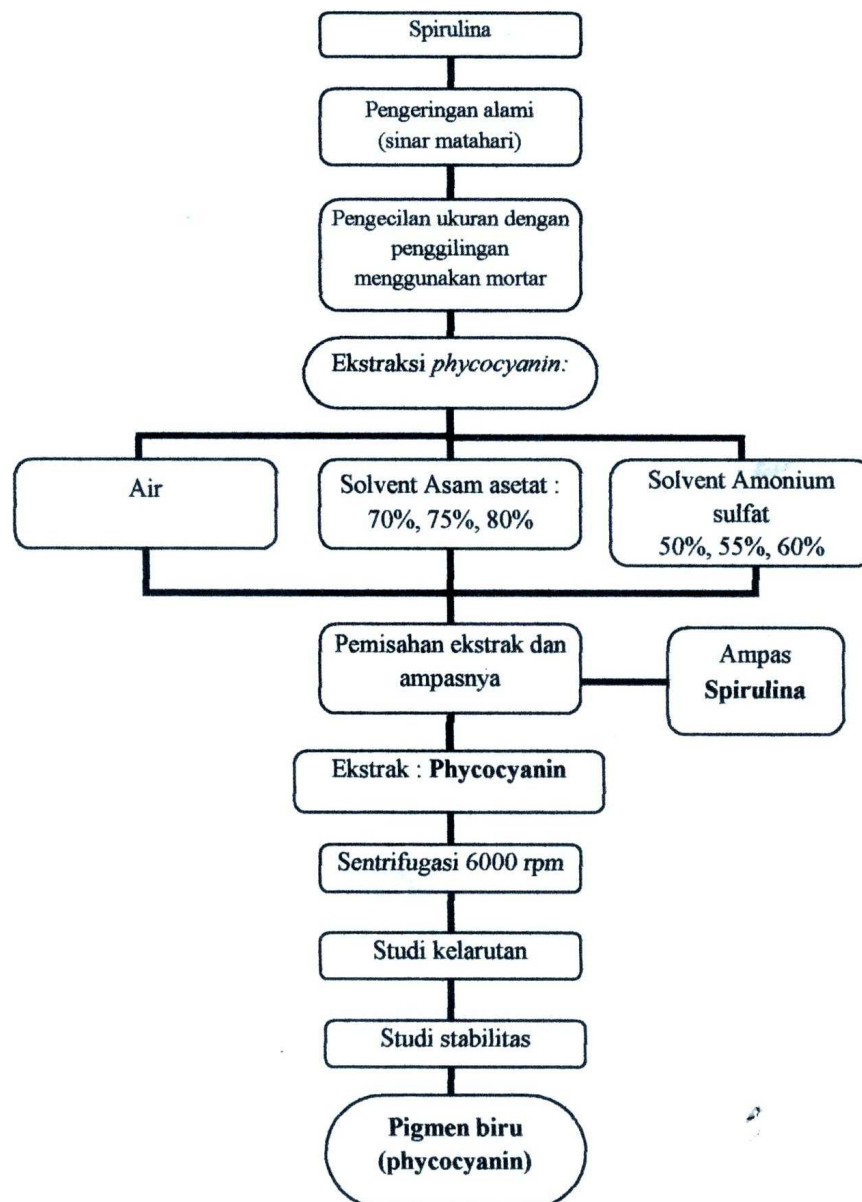 Spirulina
Pengeringan alami
(sinar matahari)
Pengecilan ukuran dengan
penggilingan
menggunakan mortar
Ekstraksi phycocyanin:
Air
Solvent Asam asetat :
70%, 75%, 80%
Solvent Amonium
sulfat
50%, 55%, 60%
Pemisahan ekstrak dan
ampasnya
Ampas
Spirulina
Ekstrak : Phycocyanin
Sentrifugasi 6000 rpm
Studi kelarutan
Studi stabilitas
Pigmen biru
(phycocyanin)